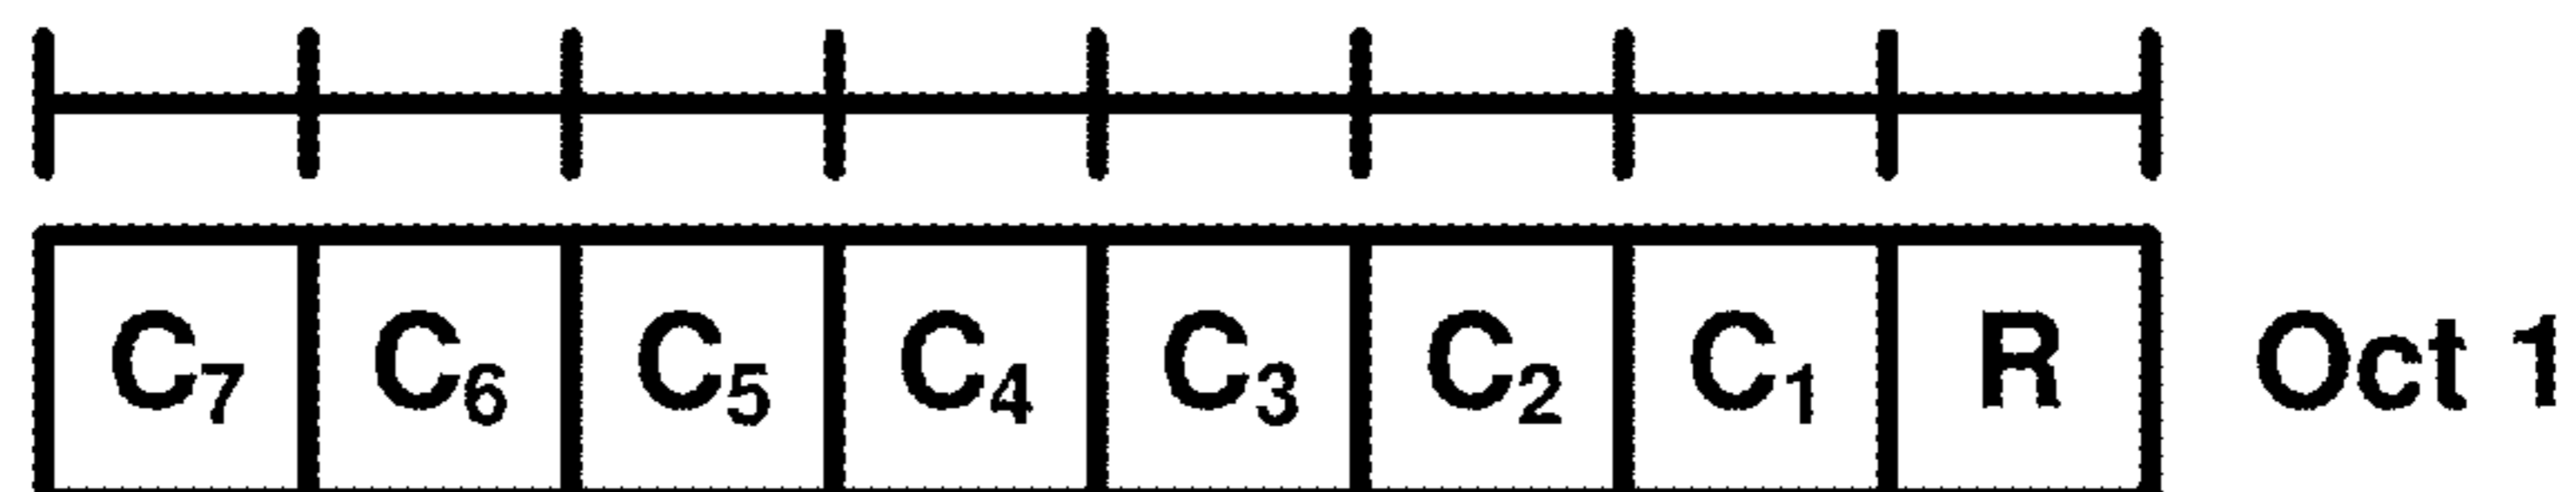 C₇ C₆ C₅ C₄ C₃ C₂ C₁ R Oct 1